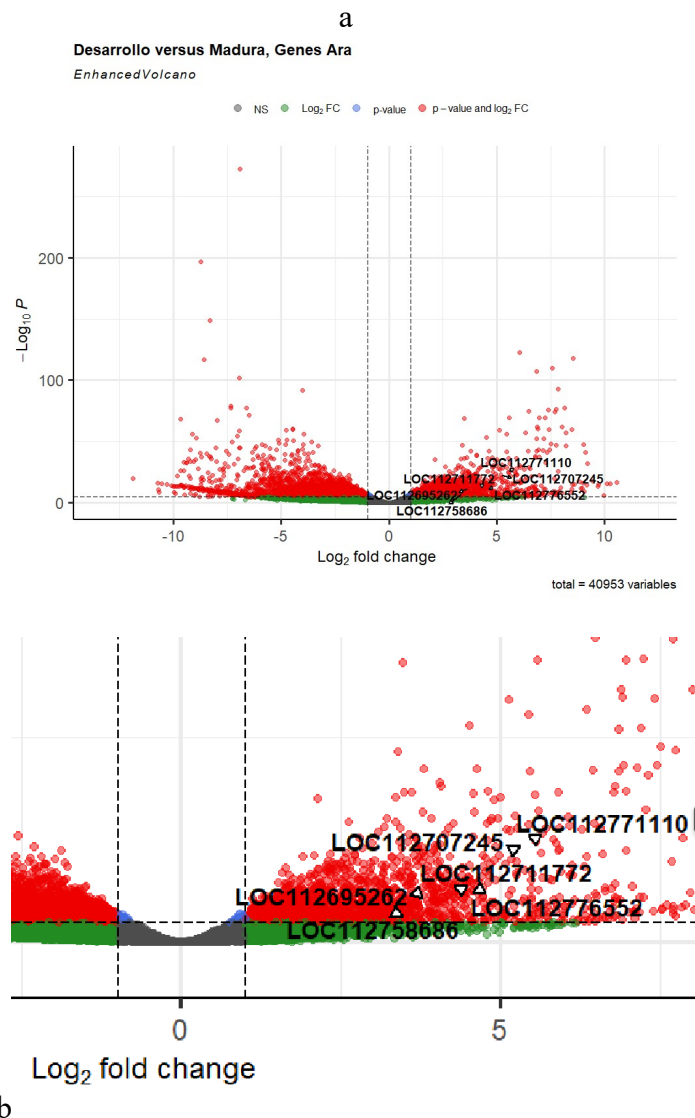 a
Desarrollo versus Madura, Genes Ara
EnhancedVolcano
NS Log2 FC p-value p – value and log2 FC
200
100
0
– Log10 P
LOC112771110
LOC112711772 LOC112707245
LOC112695262 LOC112776552
LOC112758686
-10 -5 0 5 10
Log2 fold change
total = 40953 variables
LOC112771110
LOC112707245
LOC112711772
LOC112695262
LOC112776552
LOC112758686
0 5
Log2 fold change
b